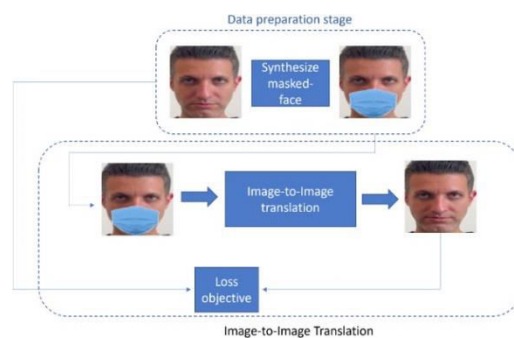 Data preparation stage
Synthesize
masked-
face
Image-to-Image
translation
Loss
objective
Image-to-Image Translation